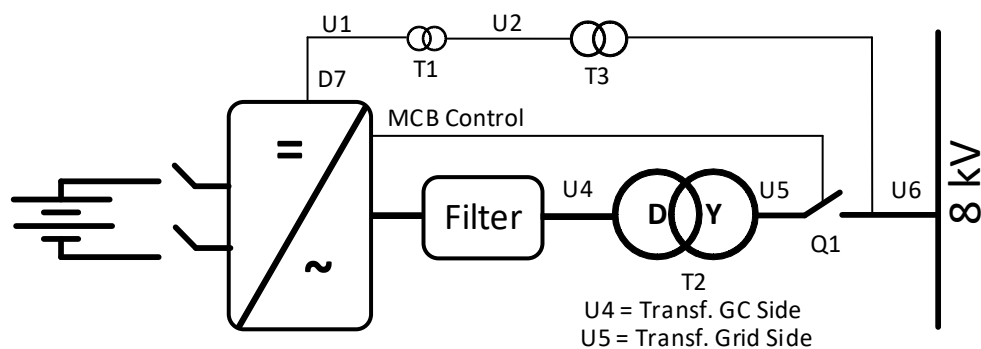 U1
U2
T1
T3
D7
MCB Control
=
~
Filter
U4
D Y
U5
Q1
U6
8 kV
T2
U4 = Transf. GC Side
U5 = Transf. Grid Side